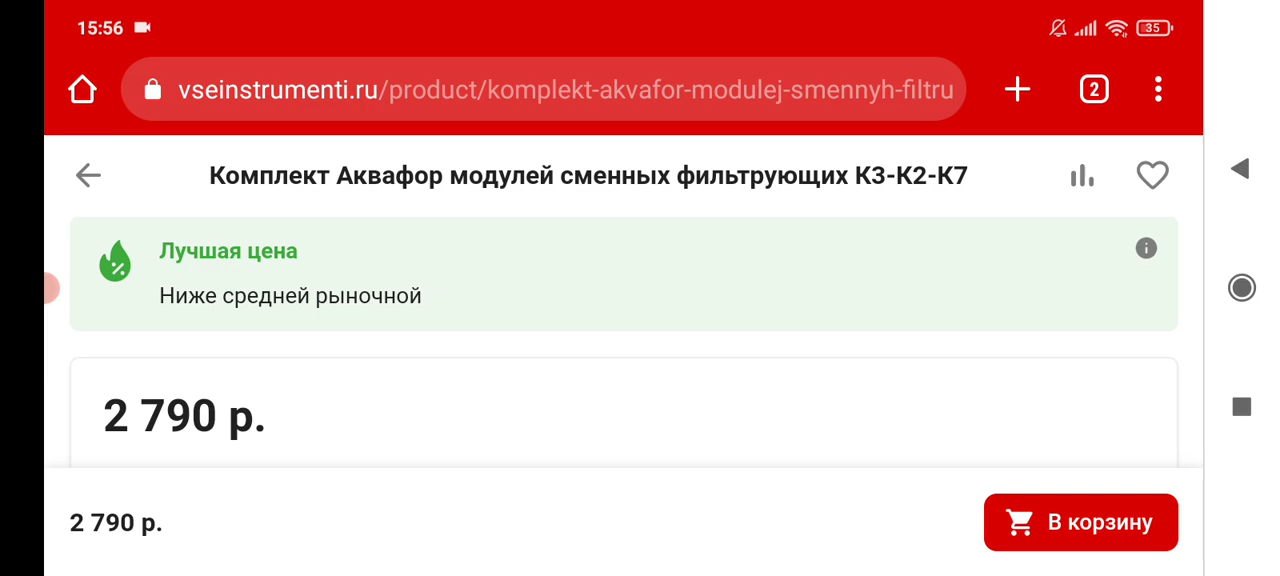 15:56
35
vseinstrumenti.ru/product/komplekt-akvafor-modulej-smennyh-filtru
2
Комплект Аквафор модулей сменных фильтрующих К3-К2-К7
Лучшая цена
Ниже средней рыночной
2 790 р.
2 790 р.
В корзину